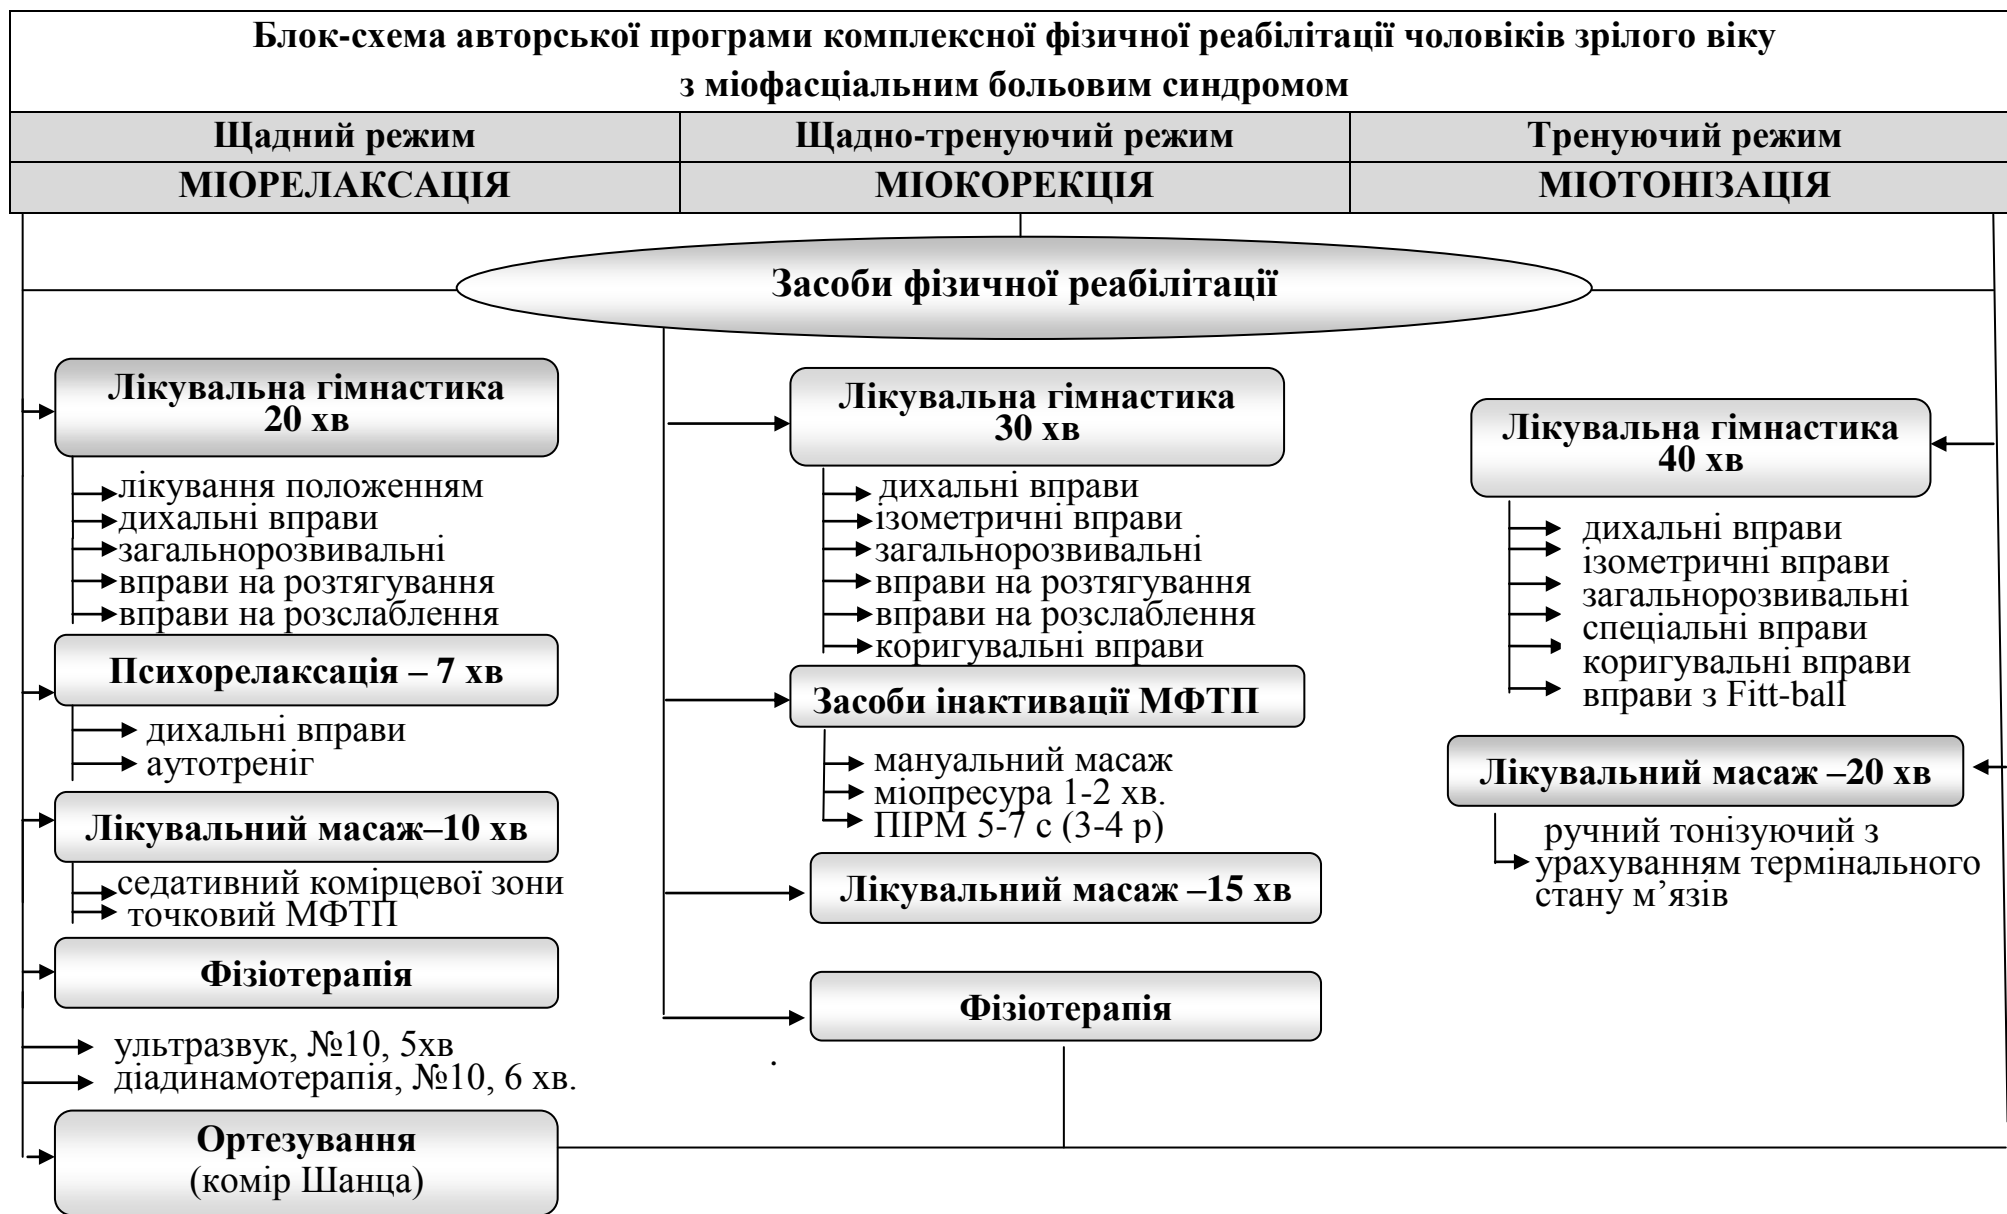 Блок-схема авторської програми комплексної фізичної реабілітації чоловіків зрілого віку
з міофасціальним больовим синдромом
Щадний режим
Щадно-тренуючий режим
Тренуючий режим
МІОРЕЛАКСАЦІЯ
МІОКОРЕКЦІЯ
МІОТОНІЗАЦІЯ
Засоби фізичної реабілітації
Лікувальна гімнастика
20 хв
лікування положенням
дихальні вправи
загальнорозвивальні
вправи на розтягування
вправи на розслаблення
Психорелаксація – 7 хв
дихальні вправи
аутотреніг
Лікувальний масаж–10 хв
седативний комірцевої зони
точковий МФТП
Фізіотерапія
ультразвук, №10, 5хв
діадинамотерапія, №10, 6 хв.
Ортезування
(комір Шанца)
Лікувальна гімнастика
30 хв
дихальні вправи
ізометричні вправи
загальнорозвивальні
вправи на розтягування
вправи на розслаблення
коригувальні вправи
Засоби інактивації МФТП
мануальний масаж
міопресура 1-2 хв.
ПІРМ 5-7 с (3-4 р)
Лікувальний масаж –15 хв
Фізіотерапія
.
Лікувальна гімнастика
40 хв
дихальні вправи
ізометричні вправи
загальнорозвивальні
спеціальні вправи
коригувальні вправи
вправи з Fitt-ball
Лікувальний масаж –20 хв
ручний тонізуючий з
урахуванням термінального
стану м’язів